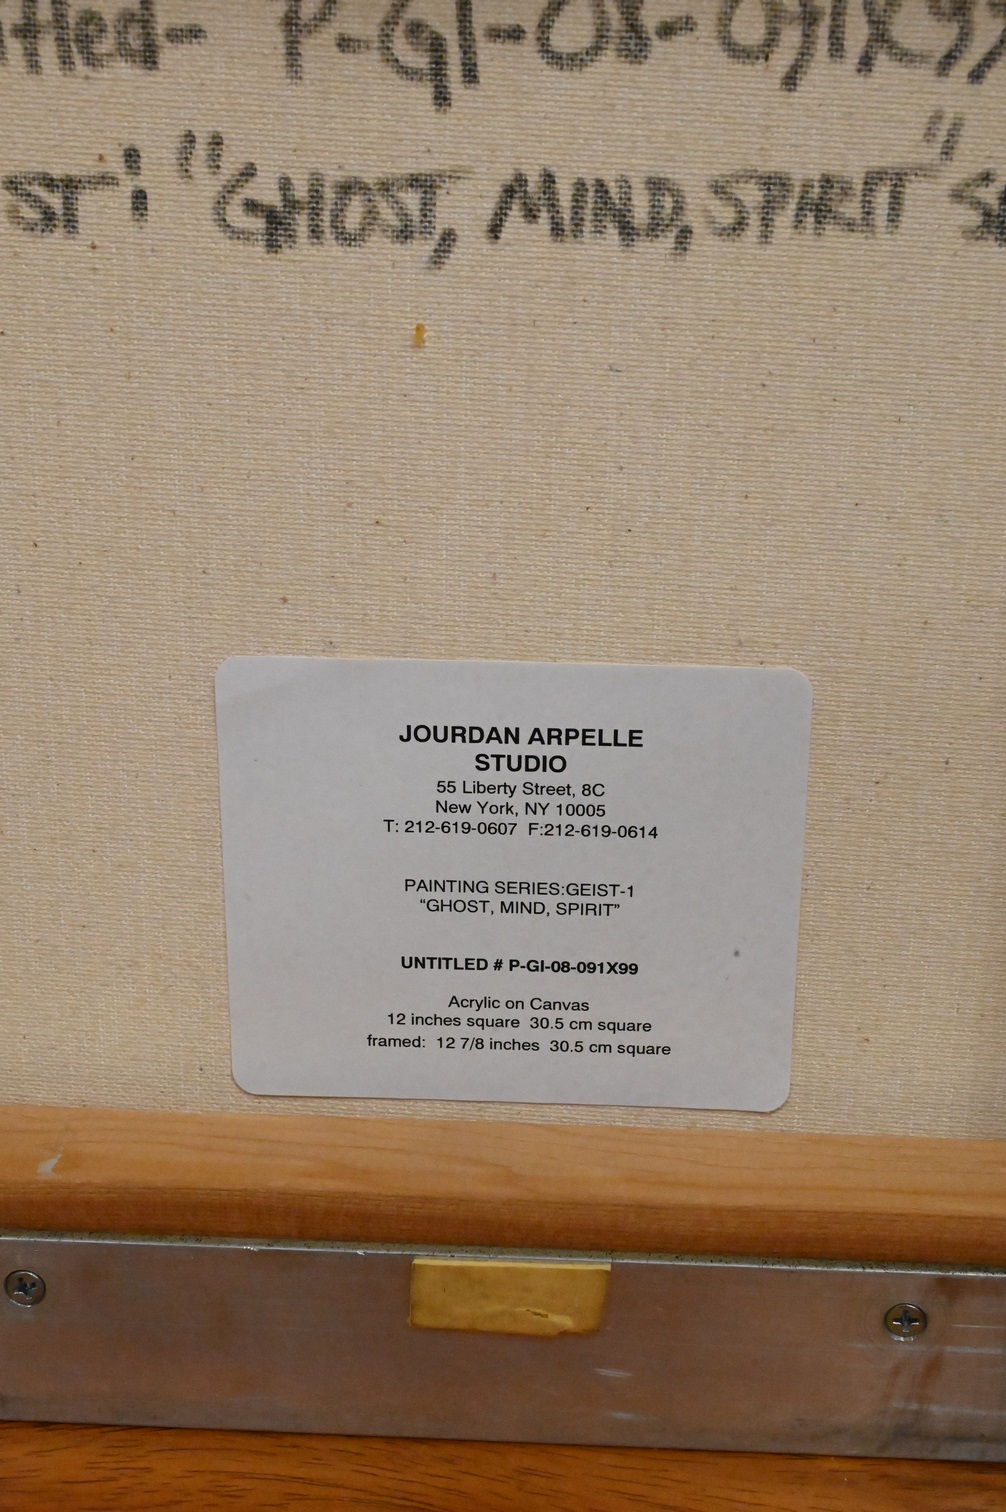 P-GI-08-091X99
ST: "GHOST, MIND, SPIRIT"
JOURDAN ARPELLE
STUDIO
55 Liberty Street, 8C
New York, NY 10005
T: 212-619-0607 F:212-619-0614
PAINTING SERIES:GEIST-1
“GHOST, MIND, SPIRIT”
UNTITLED # P-GI-08-091X99
Acrylic on Canvas
12 inches square 30.5 cm square
framed: 12 7/8 inches 30.5 cm square